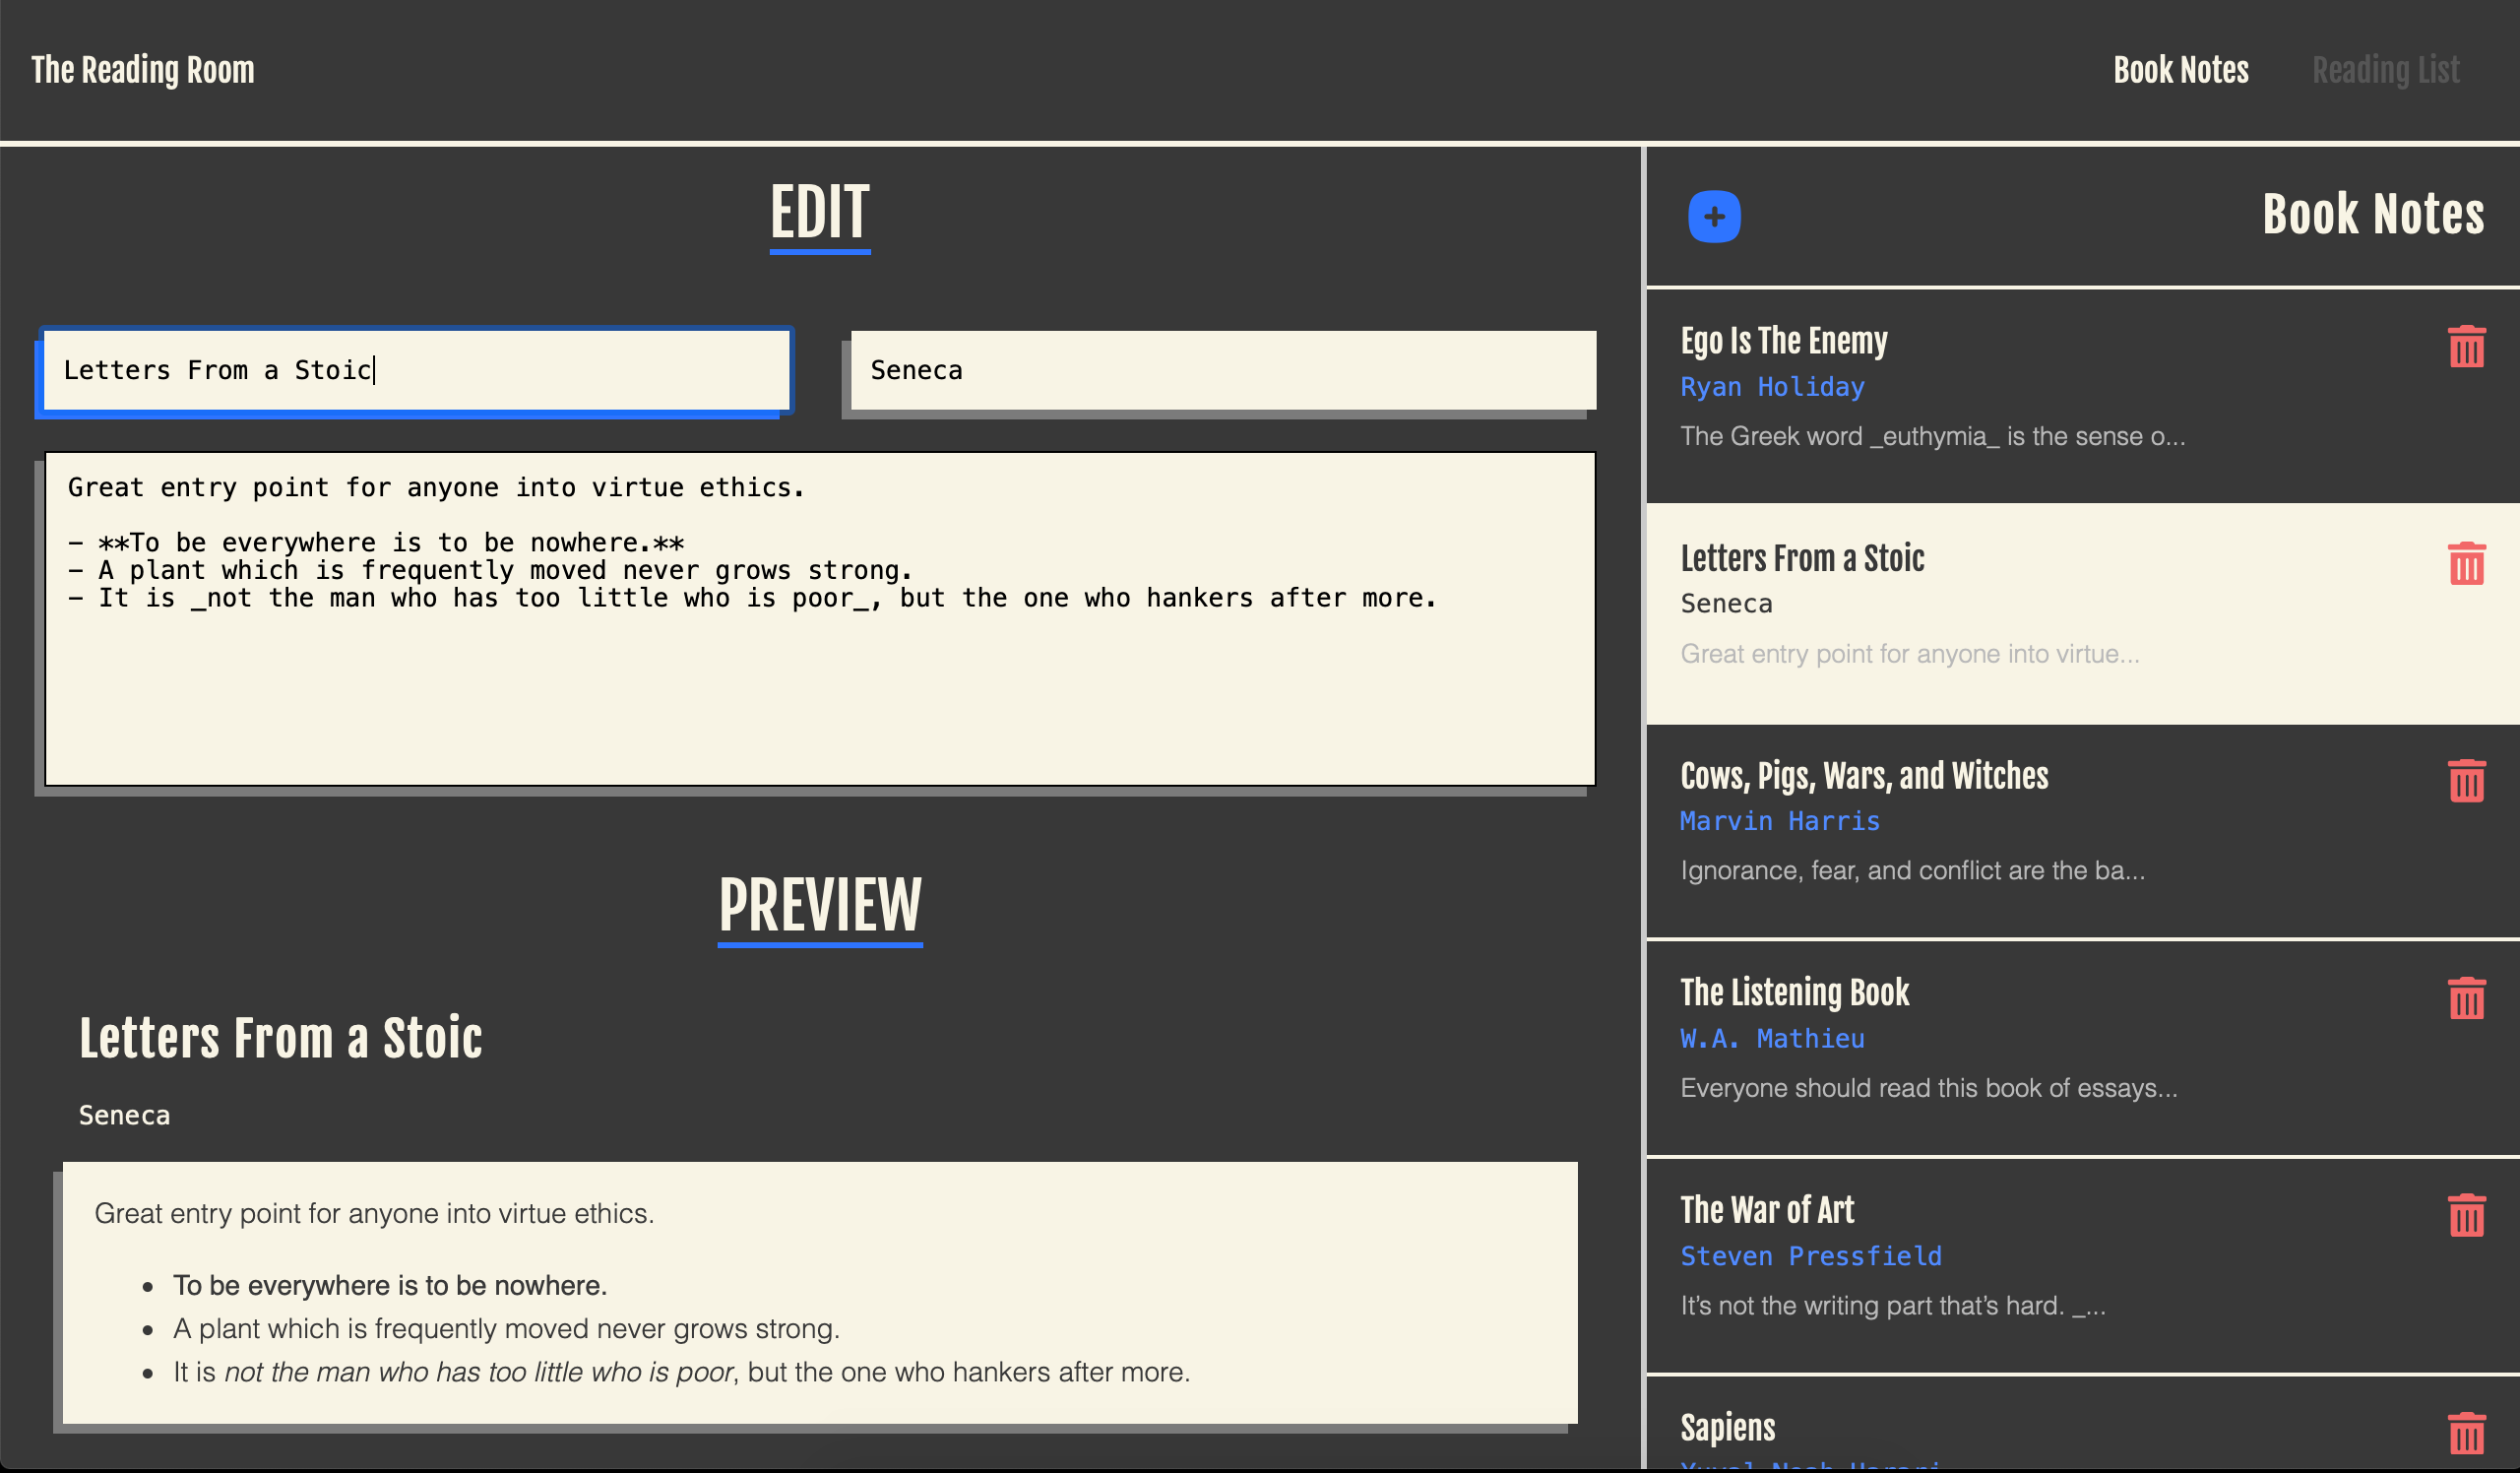 The Reading Room
Book Notes
Reading List
EDIT
Letters From a Stoic
Seneca
Great entry point for anyone into virtue ethics.
- **To be everywhere is to be nowhere.**
- A plant which is frequently moved never grows strong.
- It is _not the man who has too little who is poor_, but the one who hankers after more.
PREVIEW
Letters From a Stoic
Seneca
Great entry point for anyone into virtue ethics.
• To be everywhere is to be nowhere.
• A plant which is frequently moved never grows strong.
• It is not the man who has too little who is poor, but the one who hankers after more.
Book Notes
Ego Is The Enemy
Ryan Holiday
The Greek word _euthymia_ is the sense o...
Letters From a Stoic
Seneca
Great entry point for anyone into virtue...
Cows, Pigs, Wars, and Witches
Marvin Harris
Ignorance, fear, and conflict are the ba...
The Listening Book
W.A. Mathieu
Everyone should read this book of essays...
The War of Art
Steven Pressfield
It’s not the writing part that’s hard. _...
Sapiens